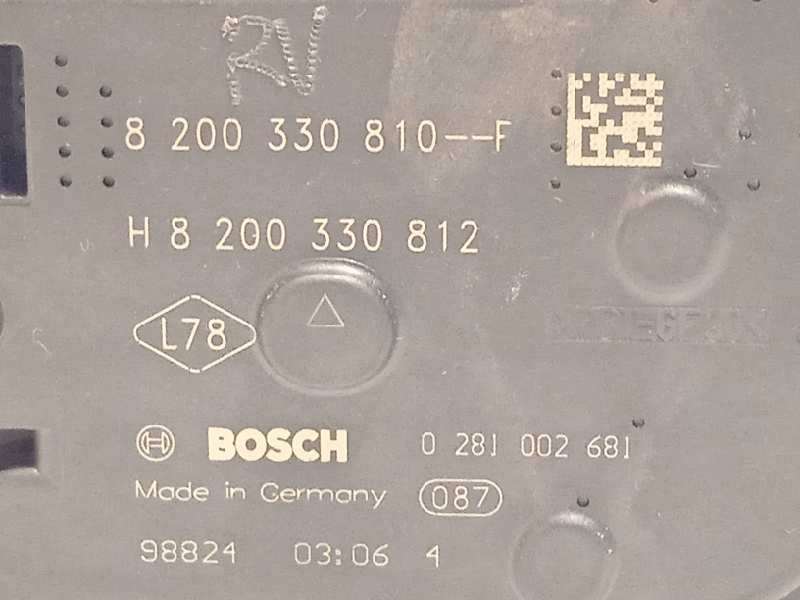 RV
8 200 330 810--F
H 8 200 330 812
L78
BOSCH 0 281 002 681
Made in Germany 087
98824 03:06 4